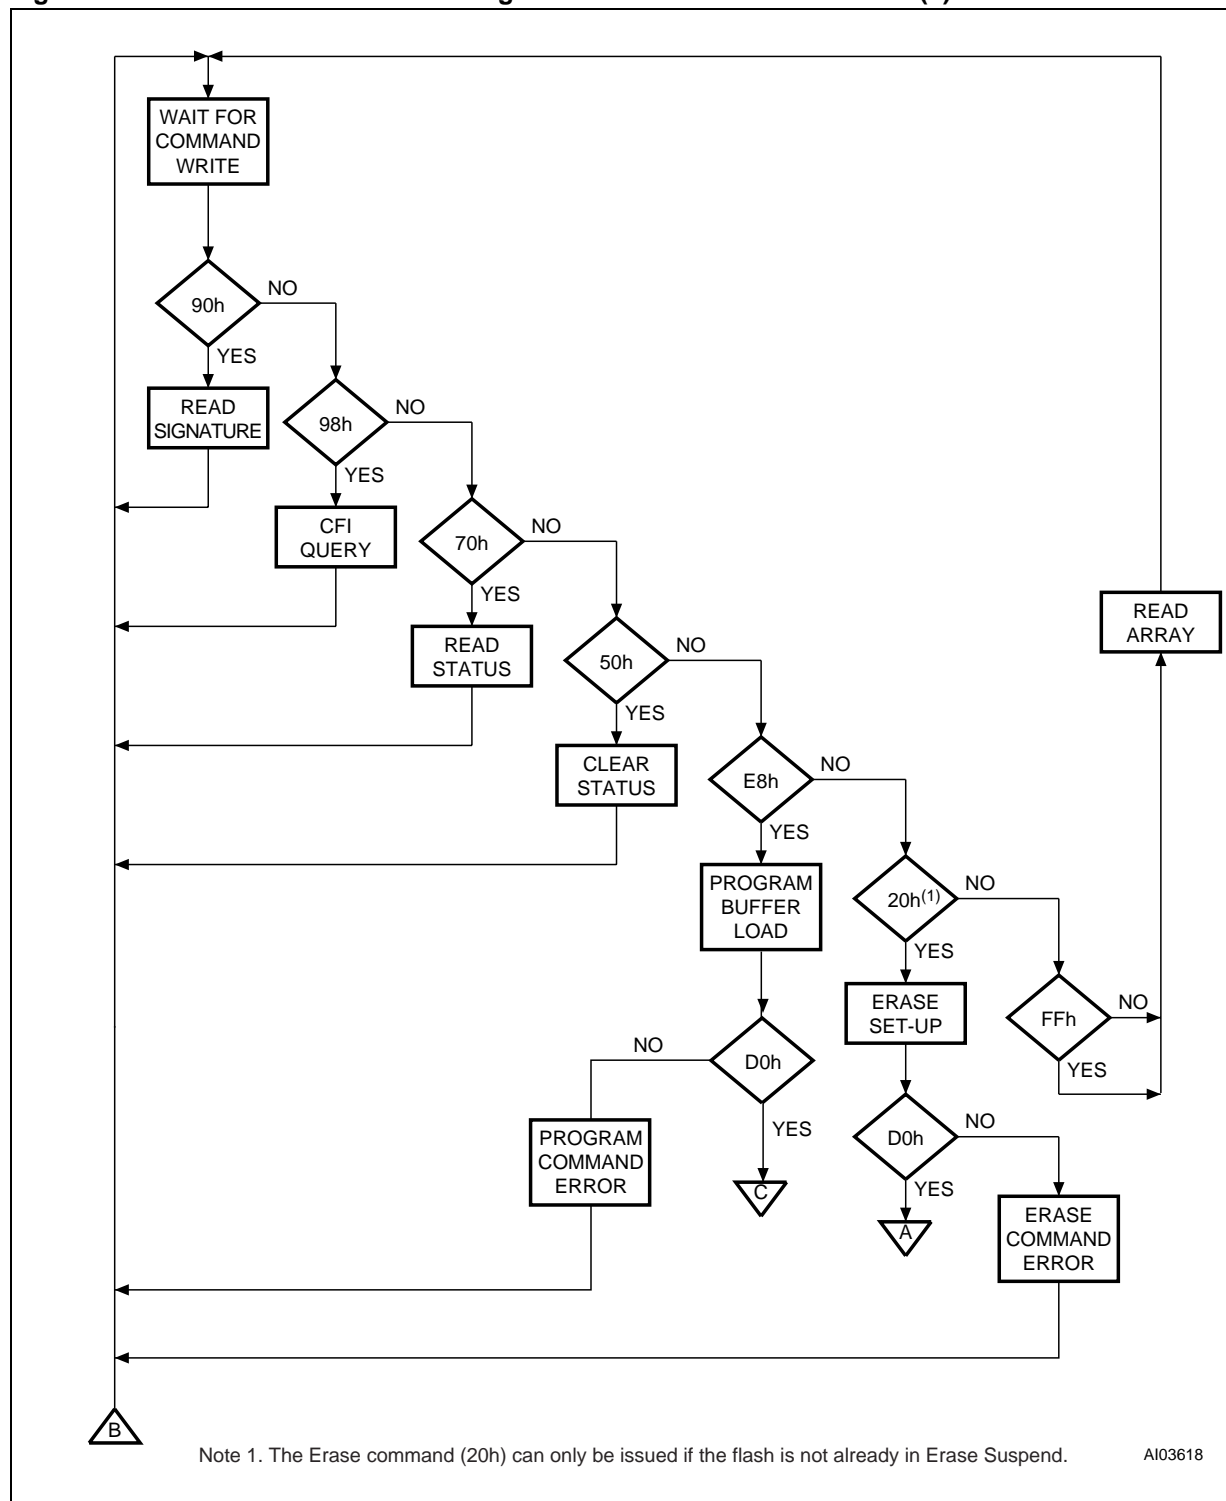 WAIT FOR
COMMAND
WRITE
90h
NO
YES
READ
SIGNATURE
98h
NO
YES
CFI
QUERY
70h
NO
YES
READ
STATUS
50h
NO
YES
CLEAR
STATUS
READ
ARRAY
E8h
NO
YES
PROGRAM
BUFFER
LOAD
20h(1)
NO
YES
ERASE
SET-UP
FFh
NO
YES
D0h
NO
YES
PROGRAM
COMMAND
ERROR
C
D0h
NO
YES
A
ERASE
COMMAND
ERROR
B
Note 1. The Erase command (20h) can only be issued if the flash is not already in Erase Suspend.
AI03618